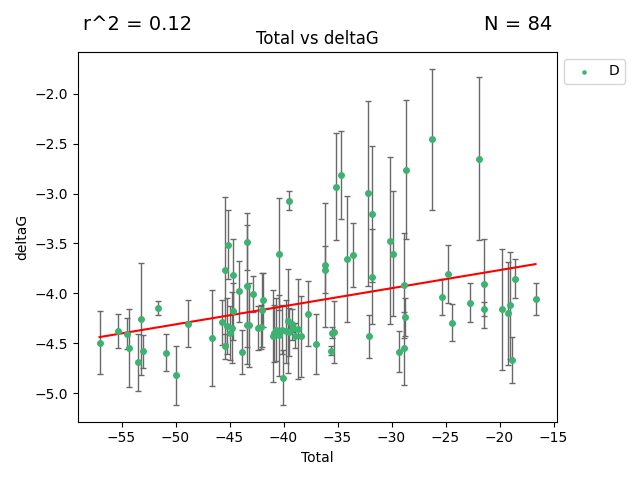 r^2 = 0.12
N = 84
Total vs deltaG
D
deltaG
−2.0
−2.5
−3.0
−3.5
−4.0
−4.5
−5.0
−55 −50 −45 −40 −35 −30 −25 −20 −15
Total